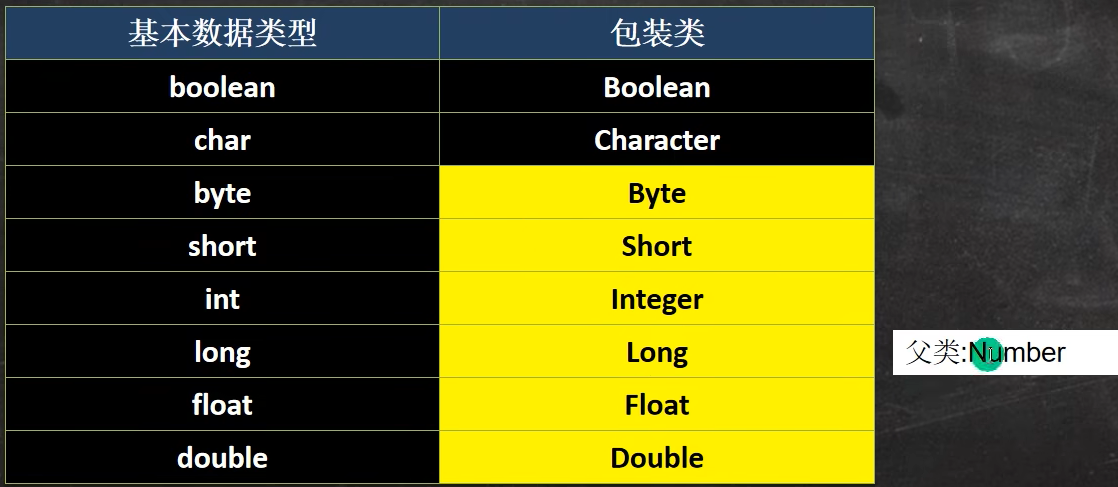 基本数据类型 包装类
boolean Boolean
char Character
byte Byte
short Short
int Integer
long Long
父类:Number
float Float
double Double